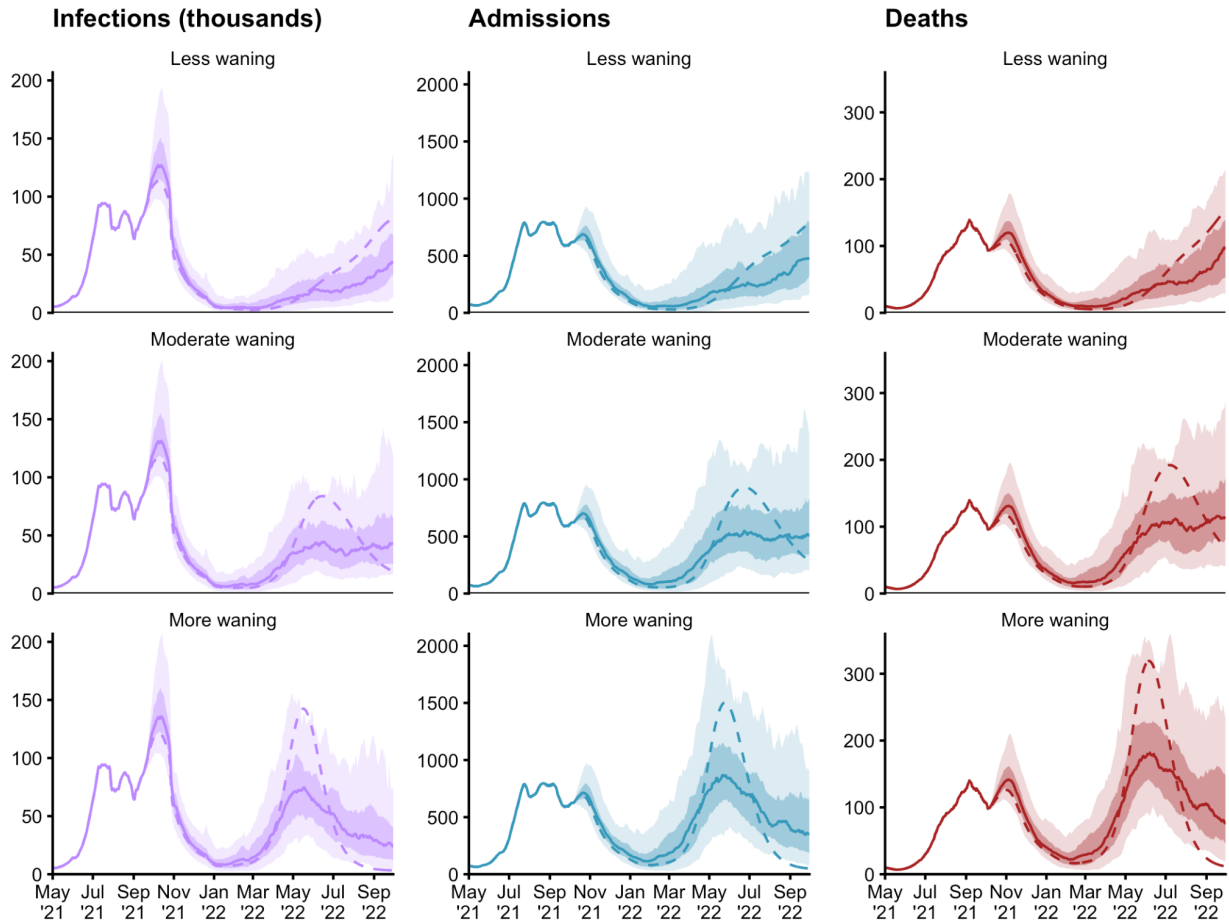 Infections (thousands)
Admissions
Deaths
Less waning
Less waning
Less waning
200
150
100
50
0
2000
1500
1000
500
0
300
200
100
0
Moderate waning
Moderate waning
Moderate waning
200
150
100
50
0
2000
1500
1000
500
0
300
200
100
0
More waning
More waning
More waning
200
150
100
50
0
2000
1500
1000
500
0
300
200
100
0
May Jul Sep Nov Jan Mar May Jul Sep
'21 '21 '21 '21 '22 '22 '22 '22 '22
May Jul Sep Nov Jan Mar May Jul Sep
'21 '21 '21 '21 '22 '22 '22 '22 '22
May Jul Sep Nov Jan Mar May Jul Sep
'21 '21 '21 '21 '22 '22 '22 '22 '22